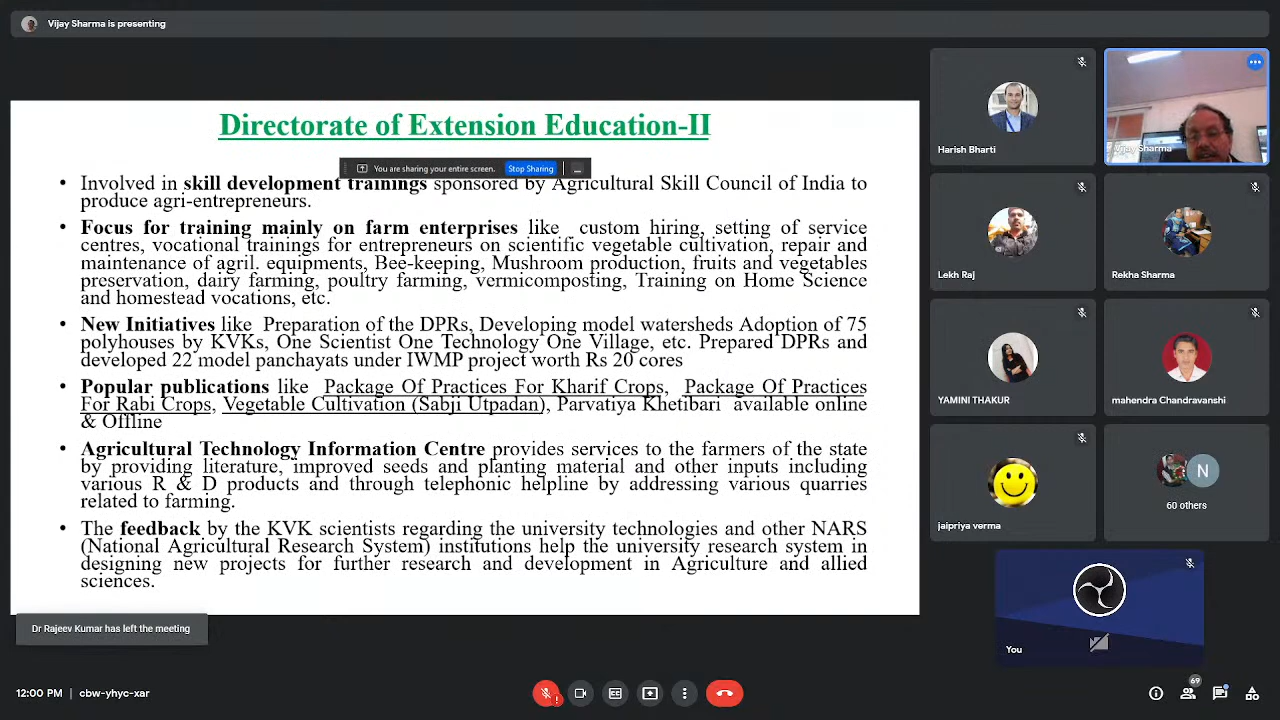 Vijay Sharma is presenting
Directorate of Extension Education-II
You are sharing your entire screen. Stop Sharing
• Involved in skill development trainings sponsored by Agricultural Skill Council of India to
produce agri-entrepreneurs.
• Focus for training mainly on farm enterprises like custom hiring, setting of service
centres, vocational trainings for entrepreneurs on scientific vegetable cultivation, repair and
maintenance of agril. equipments, Bee-keeping, Mushroom production, fruits and vegetables
preservation, dairy farming, poultry farming, vermicomposting, Training on Home Science
and homestead vocations, etc.
• New Initiatives like Preparation of the DPRs, Developing model watersheds Adoption of 75
polyhouses by KVKs, One Scientist One Technology One Village, etc. Prepared DPRs and
developed 22 model panchayats under IWMP project worth Rs 20 cores
• Popular publications like Package Of Practices For Kharif Crops, Package Of Practices
For Rabi Crops, Vegetable Cultivation (Sabji Utpadan), Parvatiya Khetibari available online
& Offline
• Agricultural Technology Information Centre provides services to the farmers of the state
by providing literature, improved seeds and planting material and other inputs including
various R & D products and through telephonic helpline by addressing various quarries
related to farming.
• The feedback by the KVK scientists regarding the university technologies and other NARS
(National Agricultural Research System) institutions help the university research system in
designing new projects for further research and development in Agriculture and allied
sciences.
Dr Rajeev Kumar has left the meeting
Harish Bharti
Vijay Sharma
Lekh Raj
Rekha Sharma
YAMINI THAKUR
mahendra Chandravanshi
jaipriya verma
N
60 others
You
12:00 PM | cbw-yhyc-xar
69